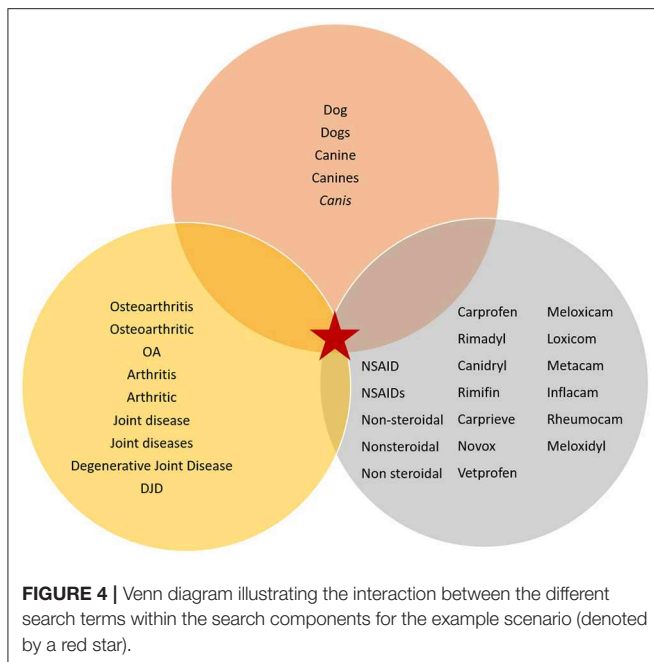 Dog
Dogs
Canine
Canines
Canis
Osteoarthritis
Osteoarthritic
OA
Arthritis
Arthritic
Joint disease
Joint diseases
Degenerative Joint Disease
DJD
NSAID
NSAIDs
Non-steroidal
Nonsteroidal
Non steroidal
Carprofen
Rimadyl
Canidryl
Rimifin
Carprieve
Novox
Vetprofen
Meloxicam
Loxicom
Metacam
Inflacam
Rheumocam
Meloxidyl
FIGURE 4 | Venn diagram illustrating the interaction between the different
search terms within the search components for the example scenario (denoted
by a red star).